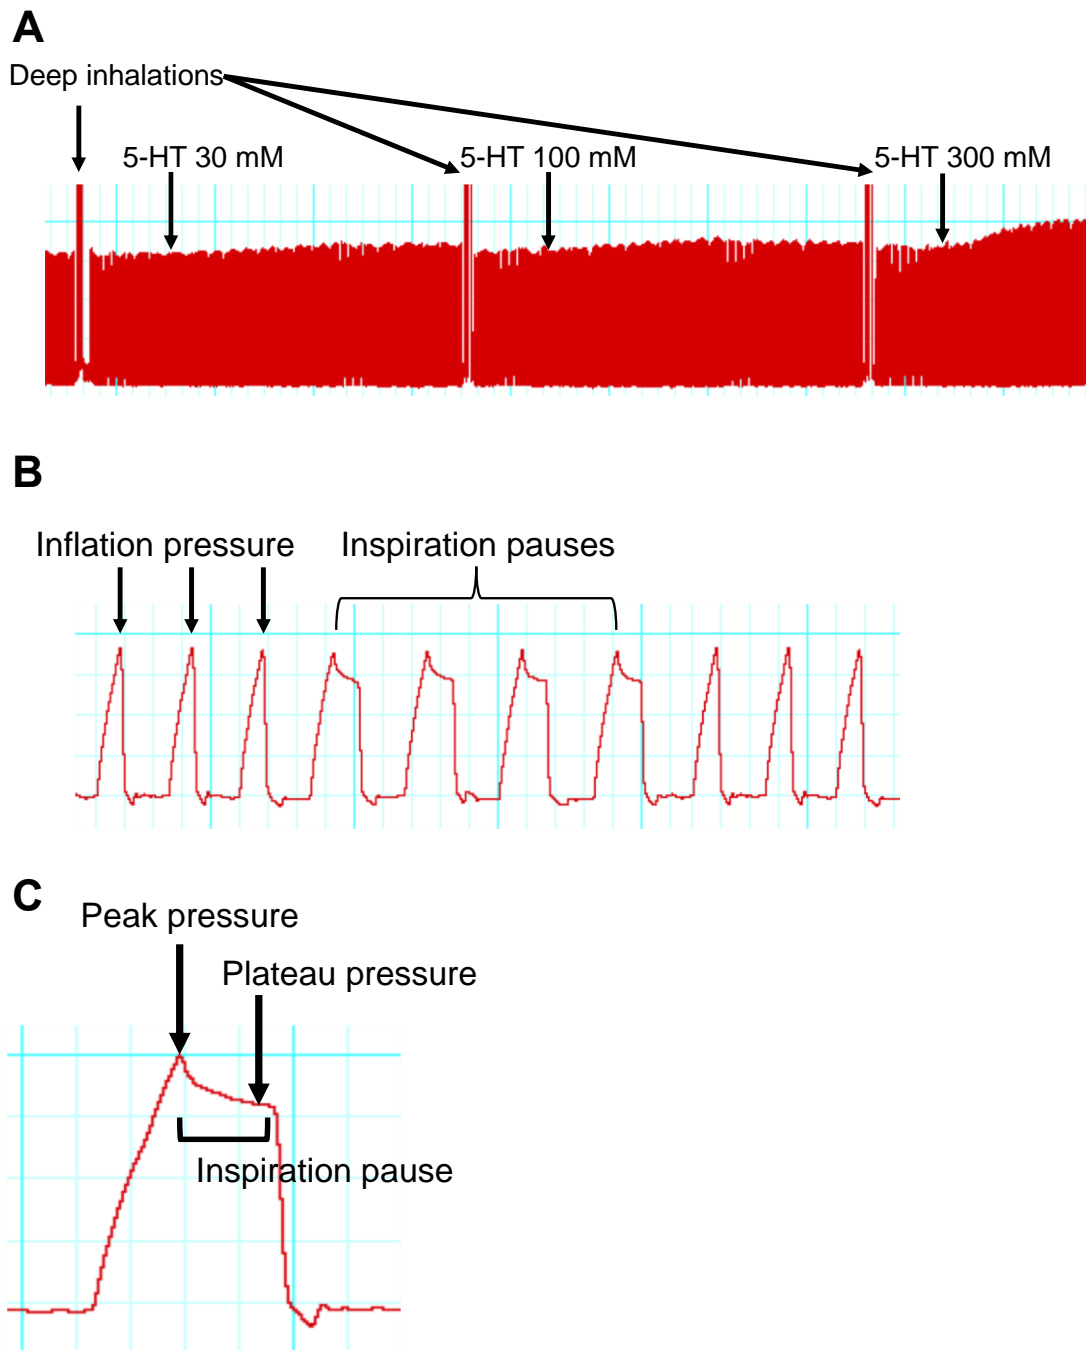 A
Deep inhalations
5-HT 30 mM
5-HT 100 mM
5-HT 300 mM
B
Inflation pressure
Inspiration pauses
C
Peak pressure
Plateau pressure
Inspiration pause